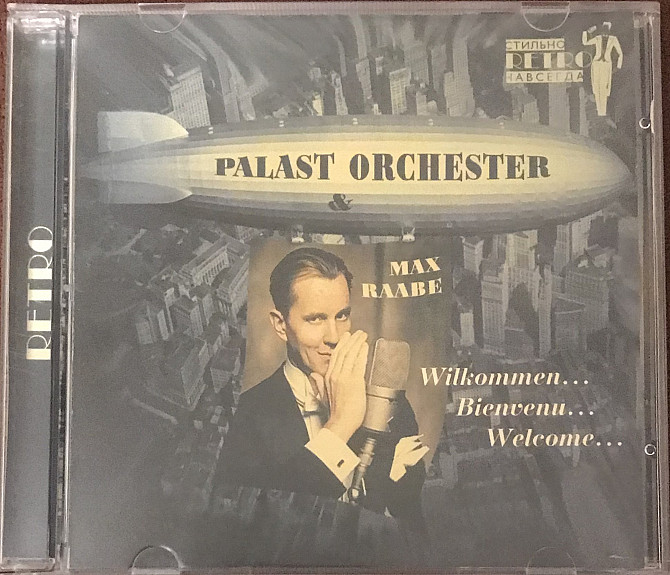 RETRO
СТИЛЬНО
RETRO
НАВСЕГДА
PALAST ORCHESTER
&
MAX
RAABE
Wilkommen...
Bienvenu...
Welcome...